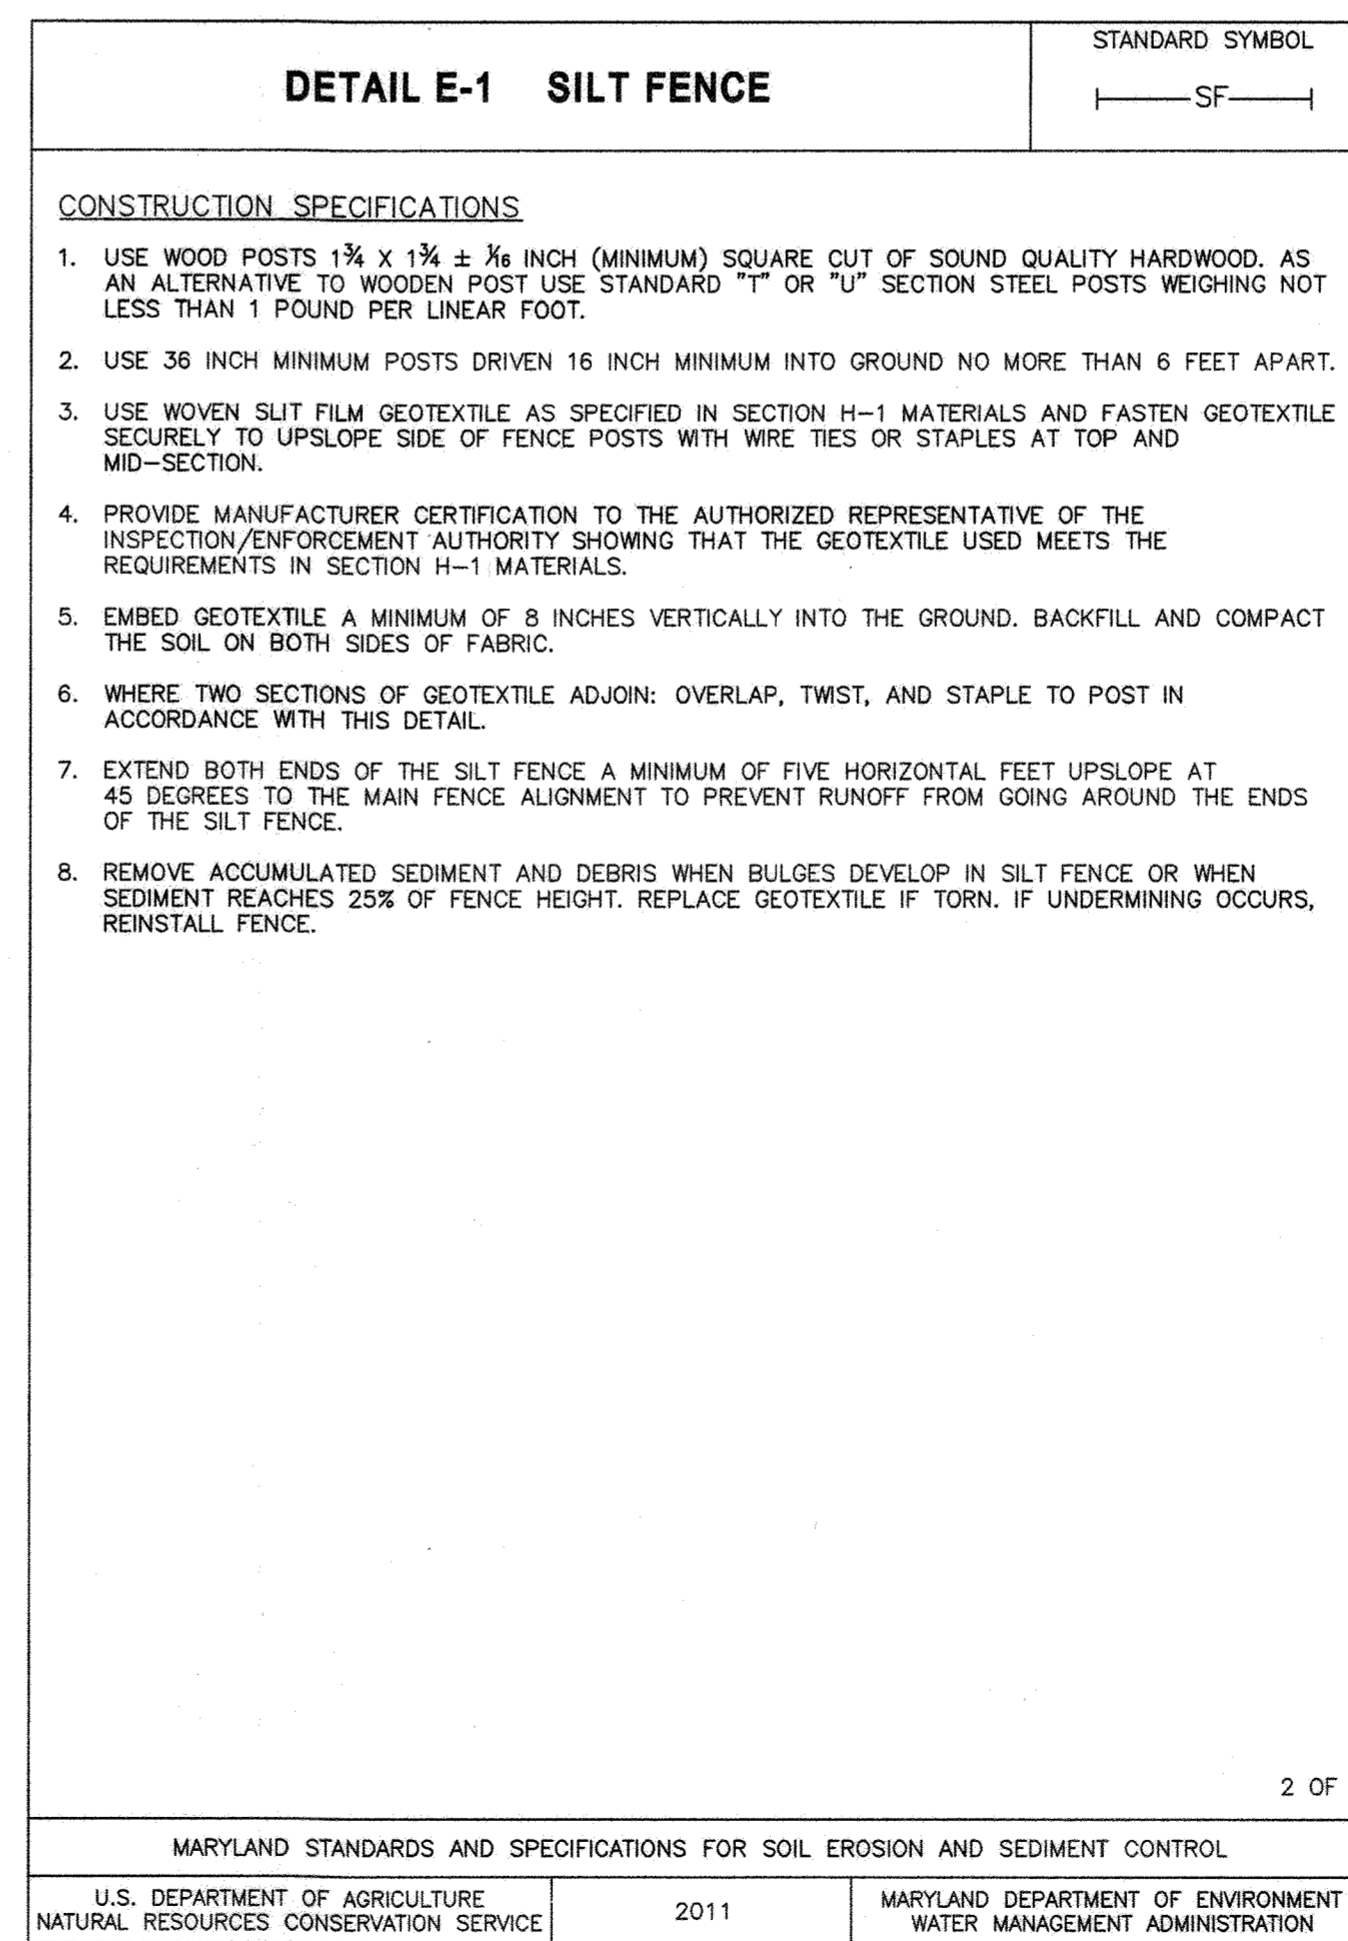 DETAIL E-1 SILT FENCE
STANDARD SYMBOL
SF
CONSTRUCTION SPECIFICATIONS
1. USE WOOD POSTS 1¾ X 1¾ ± 1/16 INCH (MINIMUM) SQUARE CUT OF SOUND QUALITY HARDWOOD. AS
AN ALTERNATIVE TO WOODEN POST USE STANDARD "T" OR "U" SECTION STEEL POSTS WEIGHING NOT
LESS THAN 1 POUND PER LINEAR FOOT.
2. USE 36 INCH MINIMUM POSTS DRIVEN 16 INCH MINIMUM INTO GROUND NO MORE THAN 6 FEET APART.
3. USE WOVEN SLIT FILM GEOTEXTILE AS SPECIFIED IN SECTION H-1 MATERIALS AND FASTEN GEOTEXTILE
SECURELY TO UPSLOPE SIDE OF FENCE POSTS WITH WIRE TIES OR STAPLES AT TOP AND
MID-SECTION.
4. PROVIDE MANUFACTURER CERTIFICATION TO THE AUTHORIZED REPRESENTATIVE OF THE
INSPECTION/ENFORCEMENT AUTHORITY SHOWING THAT THE GEOTEXTILE USED MEETS THE
REQUIREMENTS IN SECTION H-1 MATERIALS.
5. EMBED GEOTEXTILE A MINIMUM OF 8 INCHES VERTICALLY INTO THE GROUND. BACKFILL AND COMPACT
THE SOIL ON BOTH SIDES OF FABRIC.
6. WHERE TWO SECTIONS OF GEOTEXTILE ADJOIN: OVERLAP, TWIST, AND STAPLE TO POST IN
ACCORDANCE WITH THIS DETAIL.
7. EXTEND BOTH ENDS OF THE SILT FENCE A MINIMUM OF FIVE HORIZONTAL FEET UPSLOPE AT
45 DEGREES TO THE MAIN FENCE ALIGNMENT TO PREVENT RUNOFF FROM GOING AROUND THE ENDS
OF THE SILT FENCE.
8. REMOVE ACCUMULATED SEDIMENT AND DEBRIS WHEN BULGES DEVELOP IN SILT FENCE OR WHEN
SEDIMENT REACHES 25% OF FENCE HEIGHT. REPLACE GEOTEXTILE IF TORN. IF UNDERMINING OCCURS,
REINSTALL FENCE.
2 OF
MARYLAND STANDARDS AND SPECIFICATIONS FOR SOIL EROSION AND SEDIMENT CONTROL
U.S. DEPARTMENT OF AGRICULTURE
NATURAL RESOURCES CONSERVATION SERVICE
2011
MARYLAND DEPARTMENT OF ENVIRONMENT
WATER MANAGEMENT ADMINISTRATION